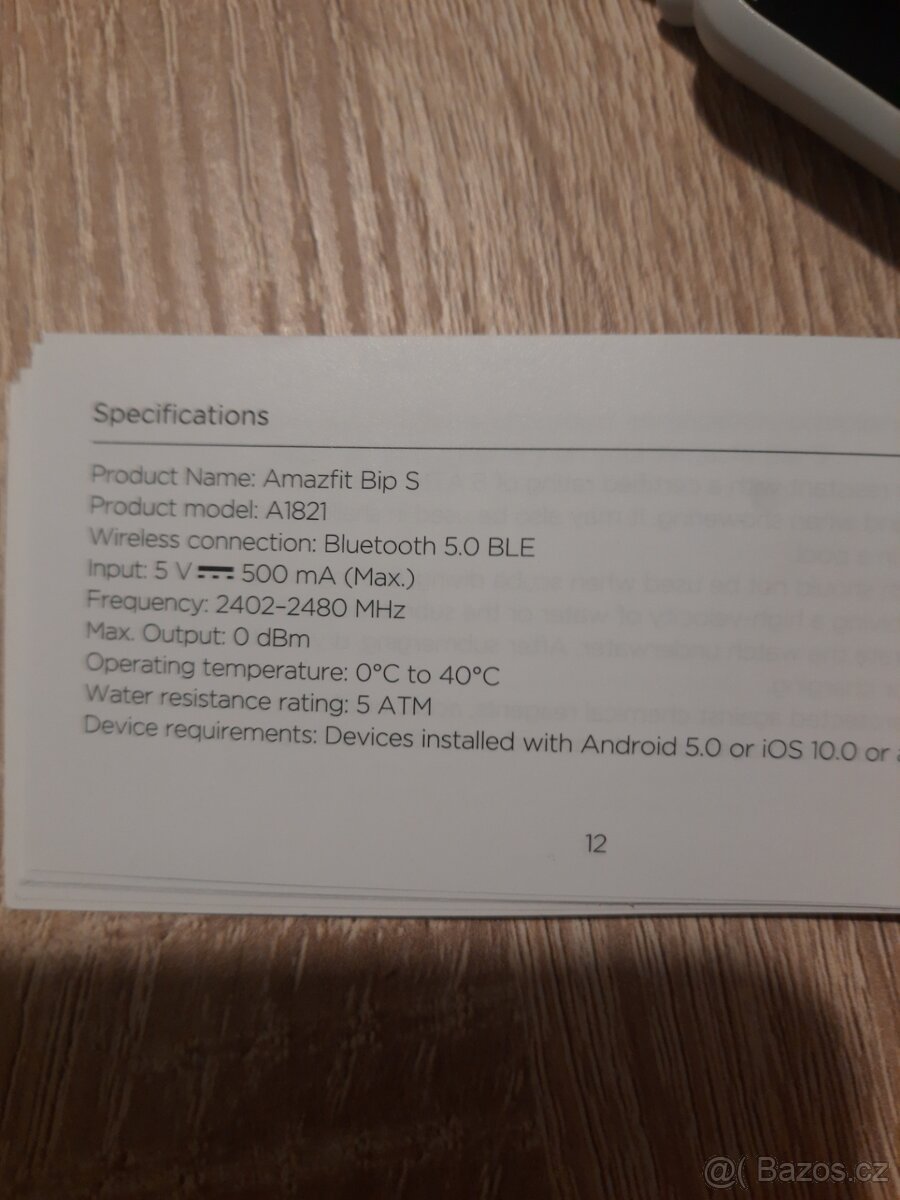 Specifications
Product Name: Amazfit Bip S
Product model: A1821
Wireless connection: Bluetooth 5.0 BLE
Input: 5 V⎓500 mA (Max.)
Frequency: 2402-2480 MHz
Max. Output: 0 dBm
Operating temperature: 0°C to 40°C
Water resistance rating: 5 ATM
Device requirements: Devices installed with Android 5.0 or iOS 10.0 or
12
@( Bazos.cz